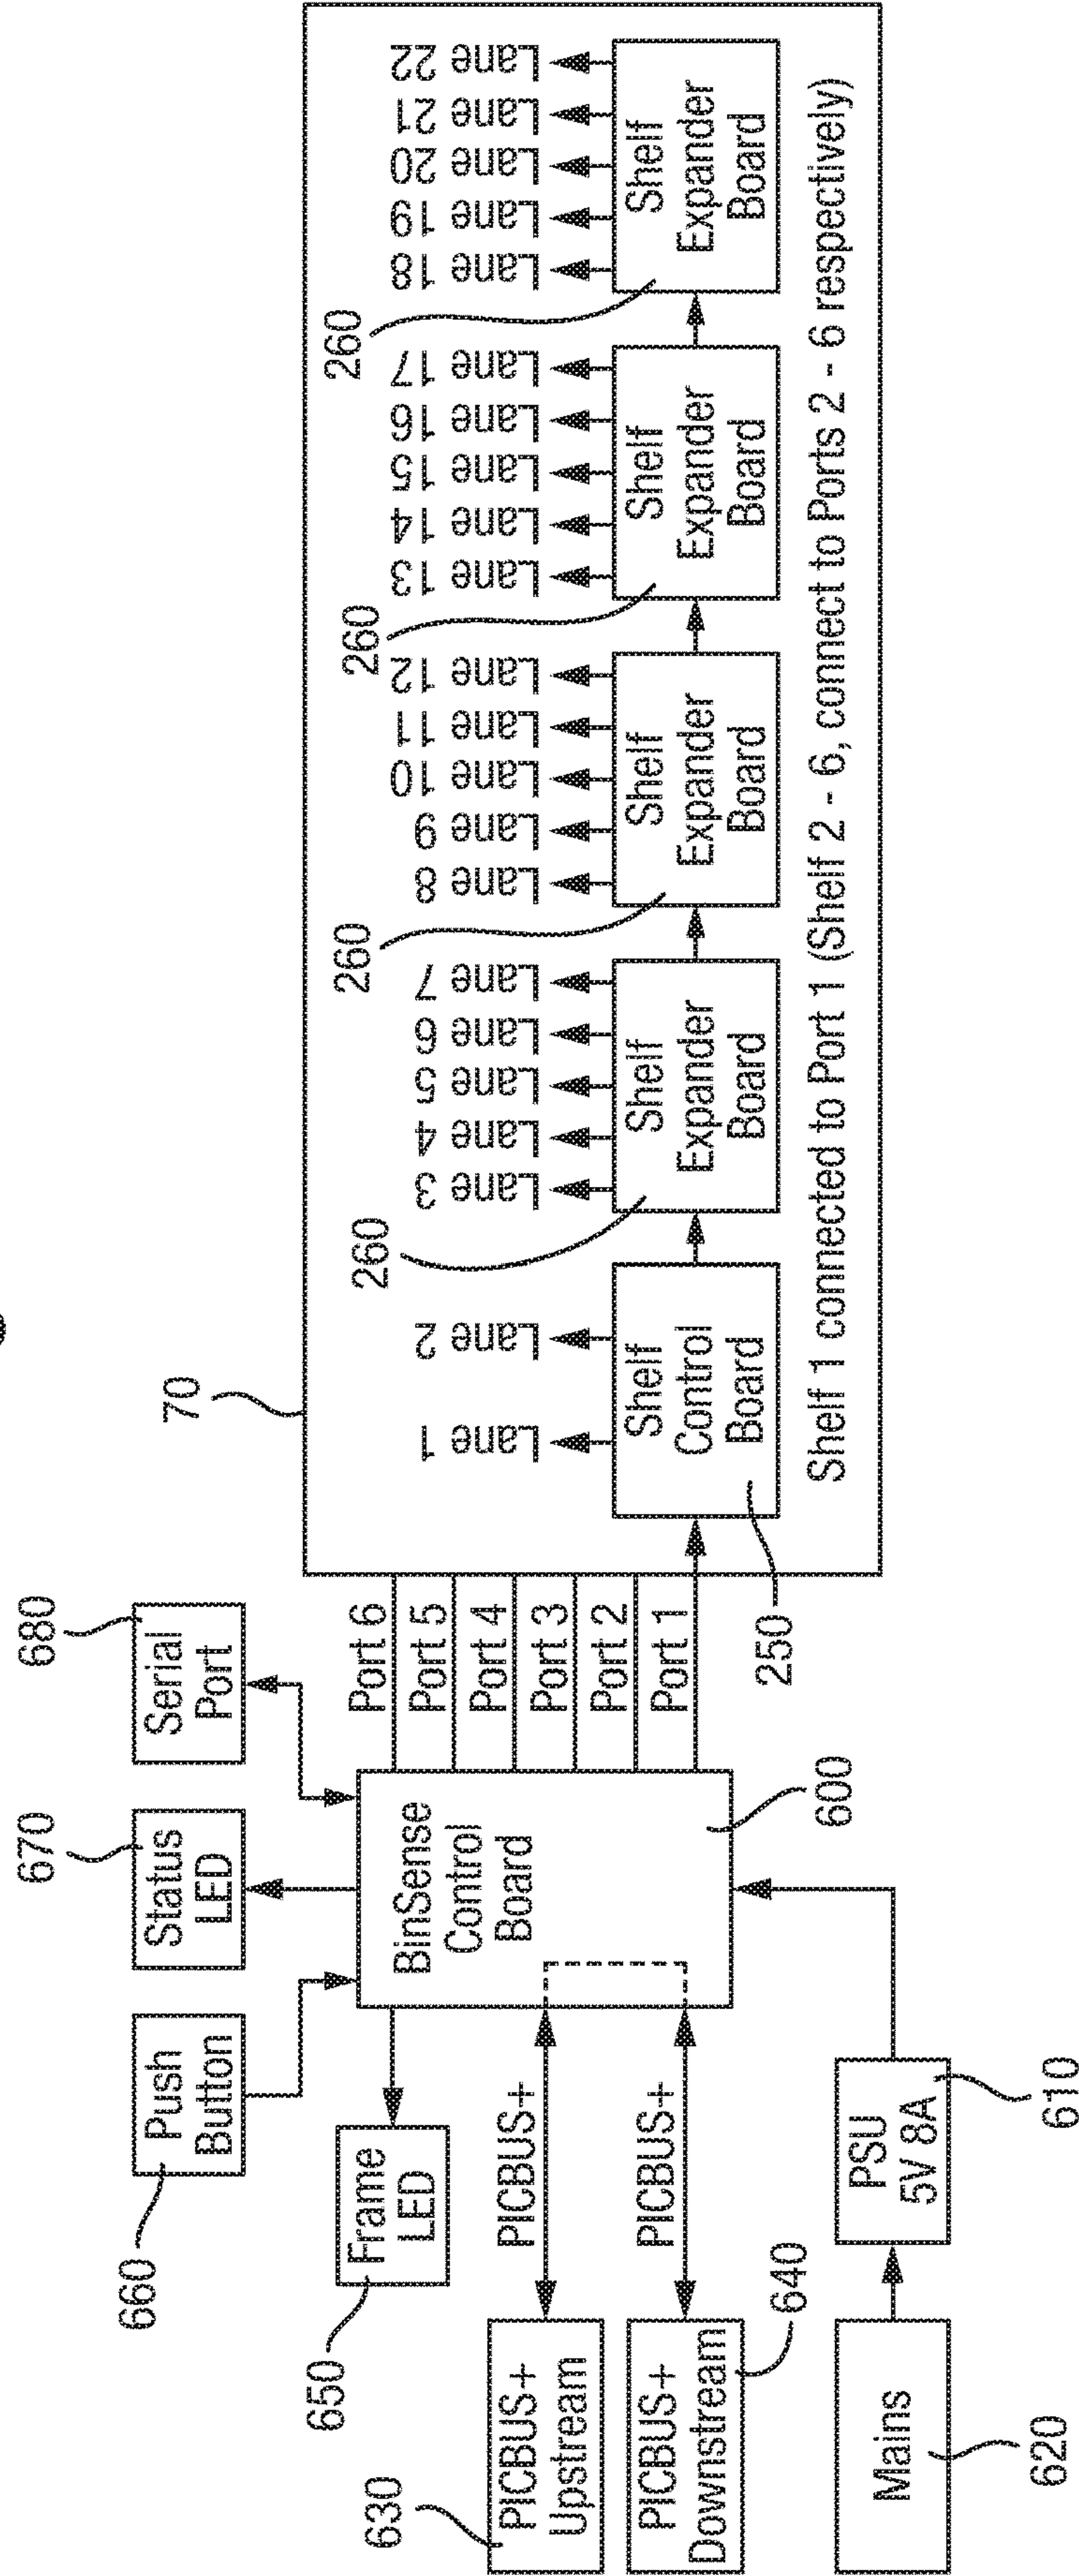 680
Serial
Port
670
Status
LED
660
Push
Button
650
Frame
LED
630
PICBUS+
Upstream
PICBUS+
640
PICBUS+
Downstream
PICBUS+
620
Mains
610
PSU
5V 8A
600
BinSense
Control
Board
Port 6
Port 5
Port 4
Port 3
Port 2
Port 1
70
250
Shelf
Control
Board
Lane 1
Lane 2
260
Shelf
Expander
Board
Lane 3
Lane 4
Lane 5
Lane 6
Lane 7
260
Shelf
Expander
Board
Lane 8
Lane 9
Lane 10
Lane 11
Lane 12
260
Shelf
Expander
Board
Lane 13
Lane 14
Lane 15
Lane 16
Lane 17
260
Shelf
Expander
Board
Lane 18
Lane 19
Lane 20
Lane 21
Lane 22
Shelf 1 connected to Port 1 (Shelf 2 - 6, connect to Ports 2 - 6 respectively)